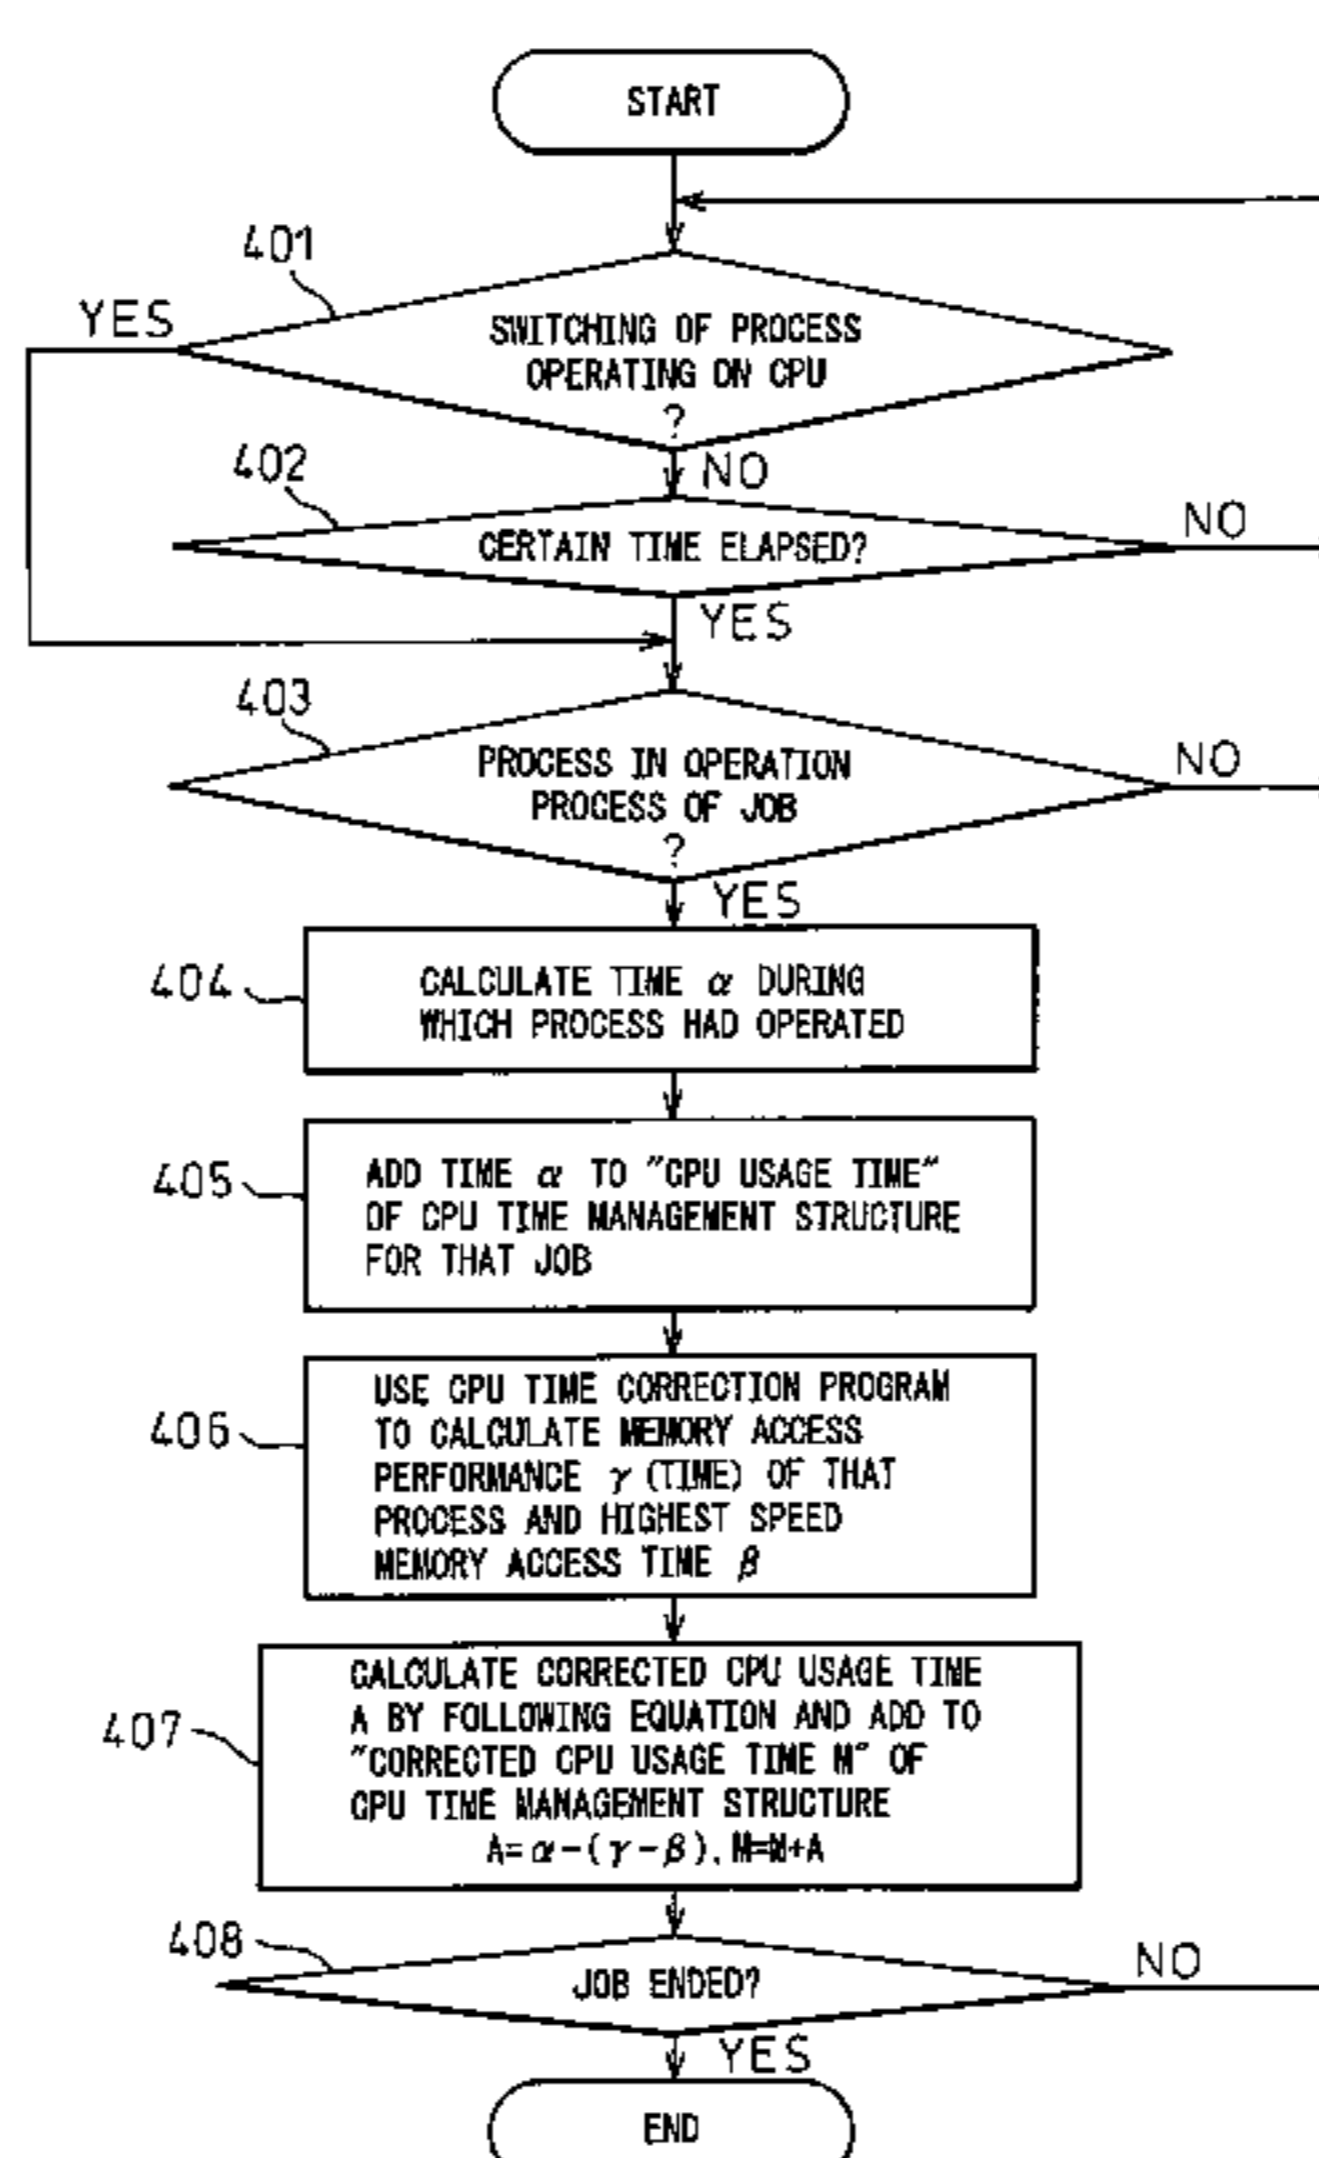 START
401
YES
SWITCHING OF PROCESS
OPERATING ON CPU
?
NO
402
CERTAIN TIME ELAPSED?
NO
YES
403
PROCESS IN OPERATION
PROCESS OF JOB
?
NO
YES
404
CALCULATE TIME α DURING
WHICH PROCESS HAD OPERATED
405
ADD TIME α TO "CPU USAGE TIME"
OF CPU TIME MANAGEMENT STRUCTURE
FOR THAT JOB
406
USE CPU TIME CORRECTION PROGRAM
TO CALCULATE MEMORY ACCESS
PERFORMANCE γ (TIME) OF THAT
PROCESS AND HIGHEST SPEED
MEMORY ACCESS TIME β
407
CALCULATE CORRECTED CPU USAGE TIME
A BY FOLLOWING EQUATION AND ADD TO
"CORRECTED CPU USAGE TIME M" OF
CPU TIME MANAGEMENT STRUCTURE
A=α-(γ-β). M=M+A
408
JOB ENDED?
NO
YES
END